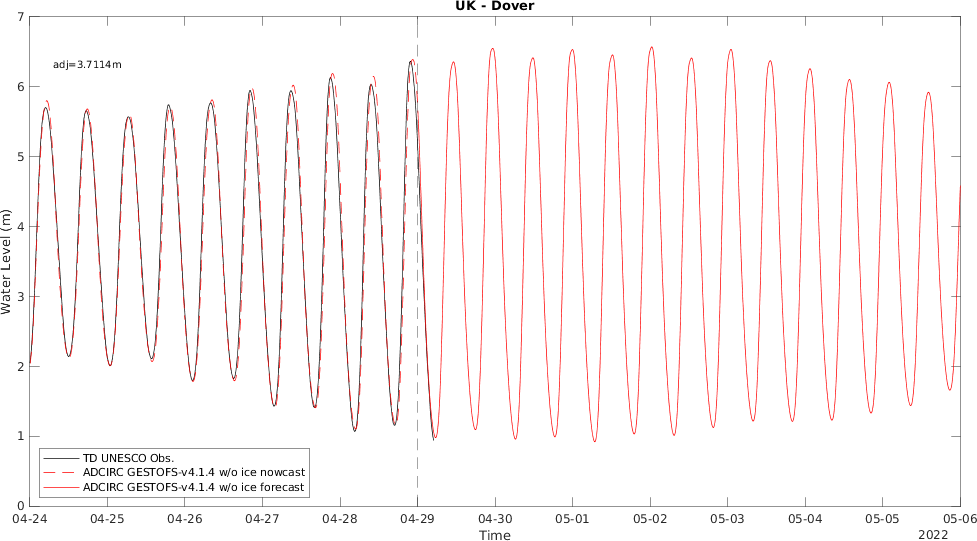 UK - Dover
adj=3.7114m
7
6
5
4
3
2
1
0
Water Level (m)
TD UNESCO Obs.
ADCIRC GESTOFS-v4.1.4 w/o ice nowcast
ADCIRC GESTOFS-v4.1.4 w/o ice forecast
04-24 04-25 04-26 04-27 04-28 04-29 04-30 05-01 05-02 05-03 05-04 05-05 05-06
Time
2022